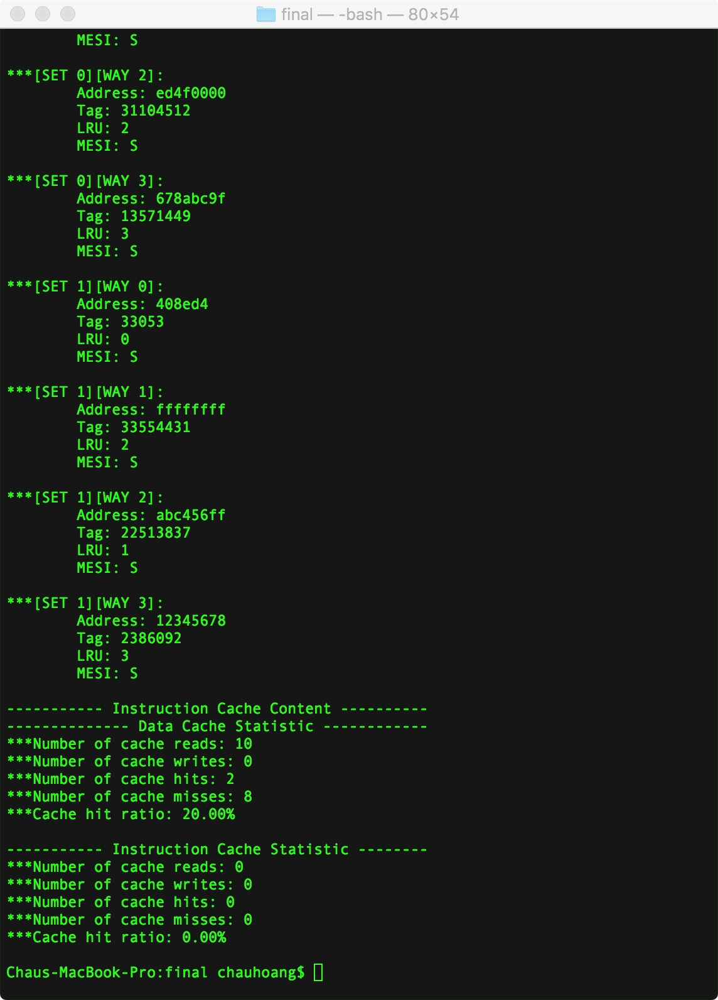 final — -bash — 80×54
MESI: S
***[SET 0][WAY 2]:
Address: ed4f0000
Tag: 31104512
LRU: 2
MESI: S
***[SET 0][WAY 3]:
Address: 678abc9f
Tag: 13571449
LRU: 3
MESI: S
***[SET 1][WAY 0]:
Address: 408ed4
Tag: 33053
LRU: 0
MESI: S
***[SET 1][WAY 1]:
Address: ffffffff
Tag: 33554431
LRU: 2
MESI: S
***[SET 1][WAY 2]:
Address: abc456ff
Tag: 22513837
LRU: 1
MESI: S
***[SET 1][WAY 3]:
Address: 12345678
Tag: 2386092
LRU: 3
MESI: S
----------- Instruction Cache Content ----------
-------------- Data Cache Statistic ------------
***Number of cache reads: 10
***Number of cache writes: 0
***Number of cache hits: 2
***Number of cache misses: 8
***Cache hit ratio: 20.00%
----------- Instruction Cache Statistic --------
***Number of cache reads: 0
***Number of cache writes: 0
***Number of cache hits: 0
***Number of cache misses: 0
***Cache hit ratio: 0.00%
Chaus-MacBook-Pro:final chauhoang$